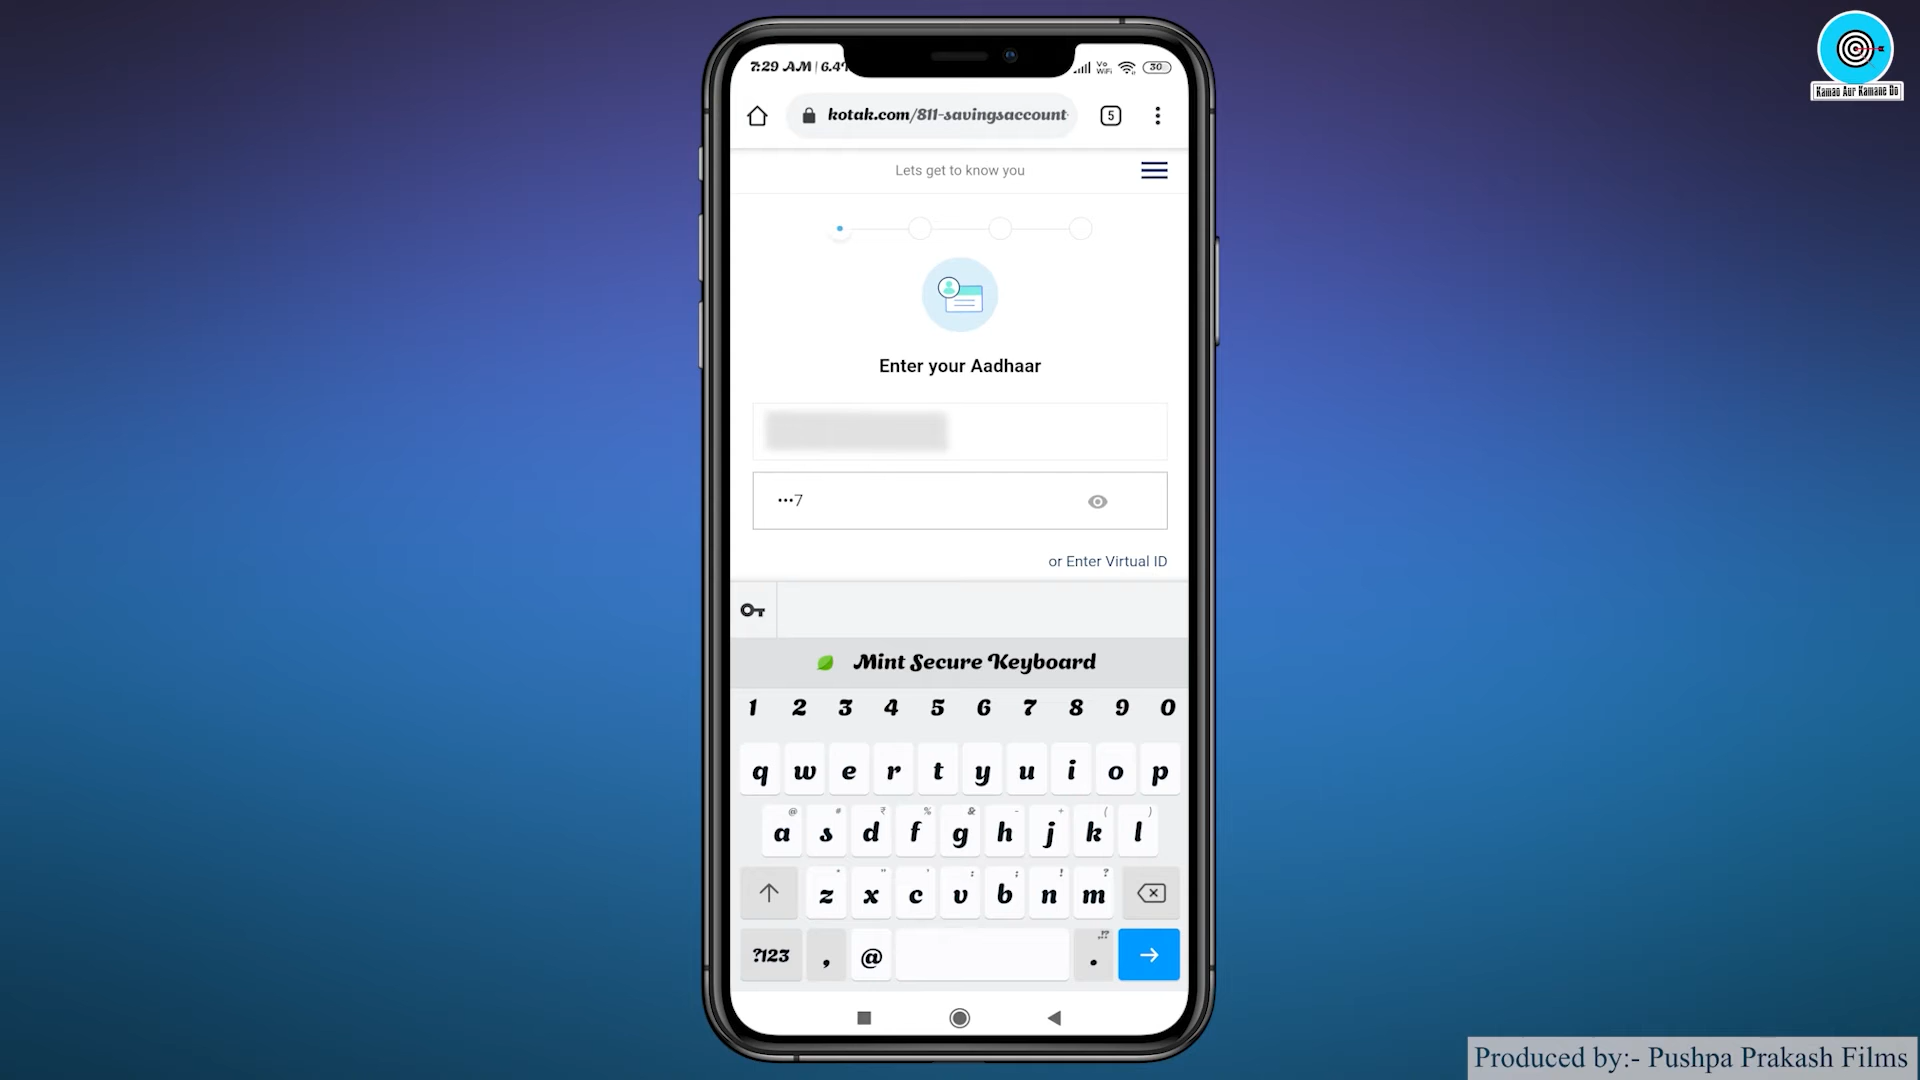 Kamao Aur Kamane Do
7:29 AM | 6.4
Vo
WiFi
30
kotak.com/811-savingsaccount
5
Lets get to know you
Enter your Aadhaar
•••7
or Enter Virtual ID
Mint Secure Keyboard
1 2 3 4 5 6 7 8 9 0
q w e r t y u i o p
@ # ₹ % & - + ( )
a s d f g h j k l
* " ' : ; ! ?
z x c v b n m
?123 , @ . ,!?
Produced by:- Pushpa Prakash Films